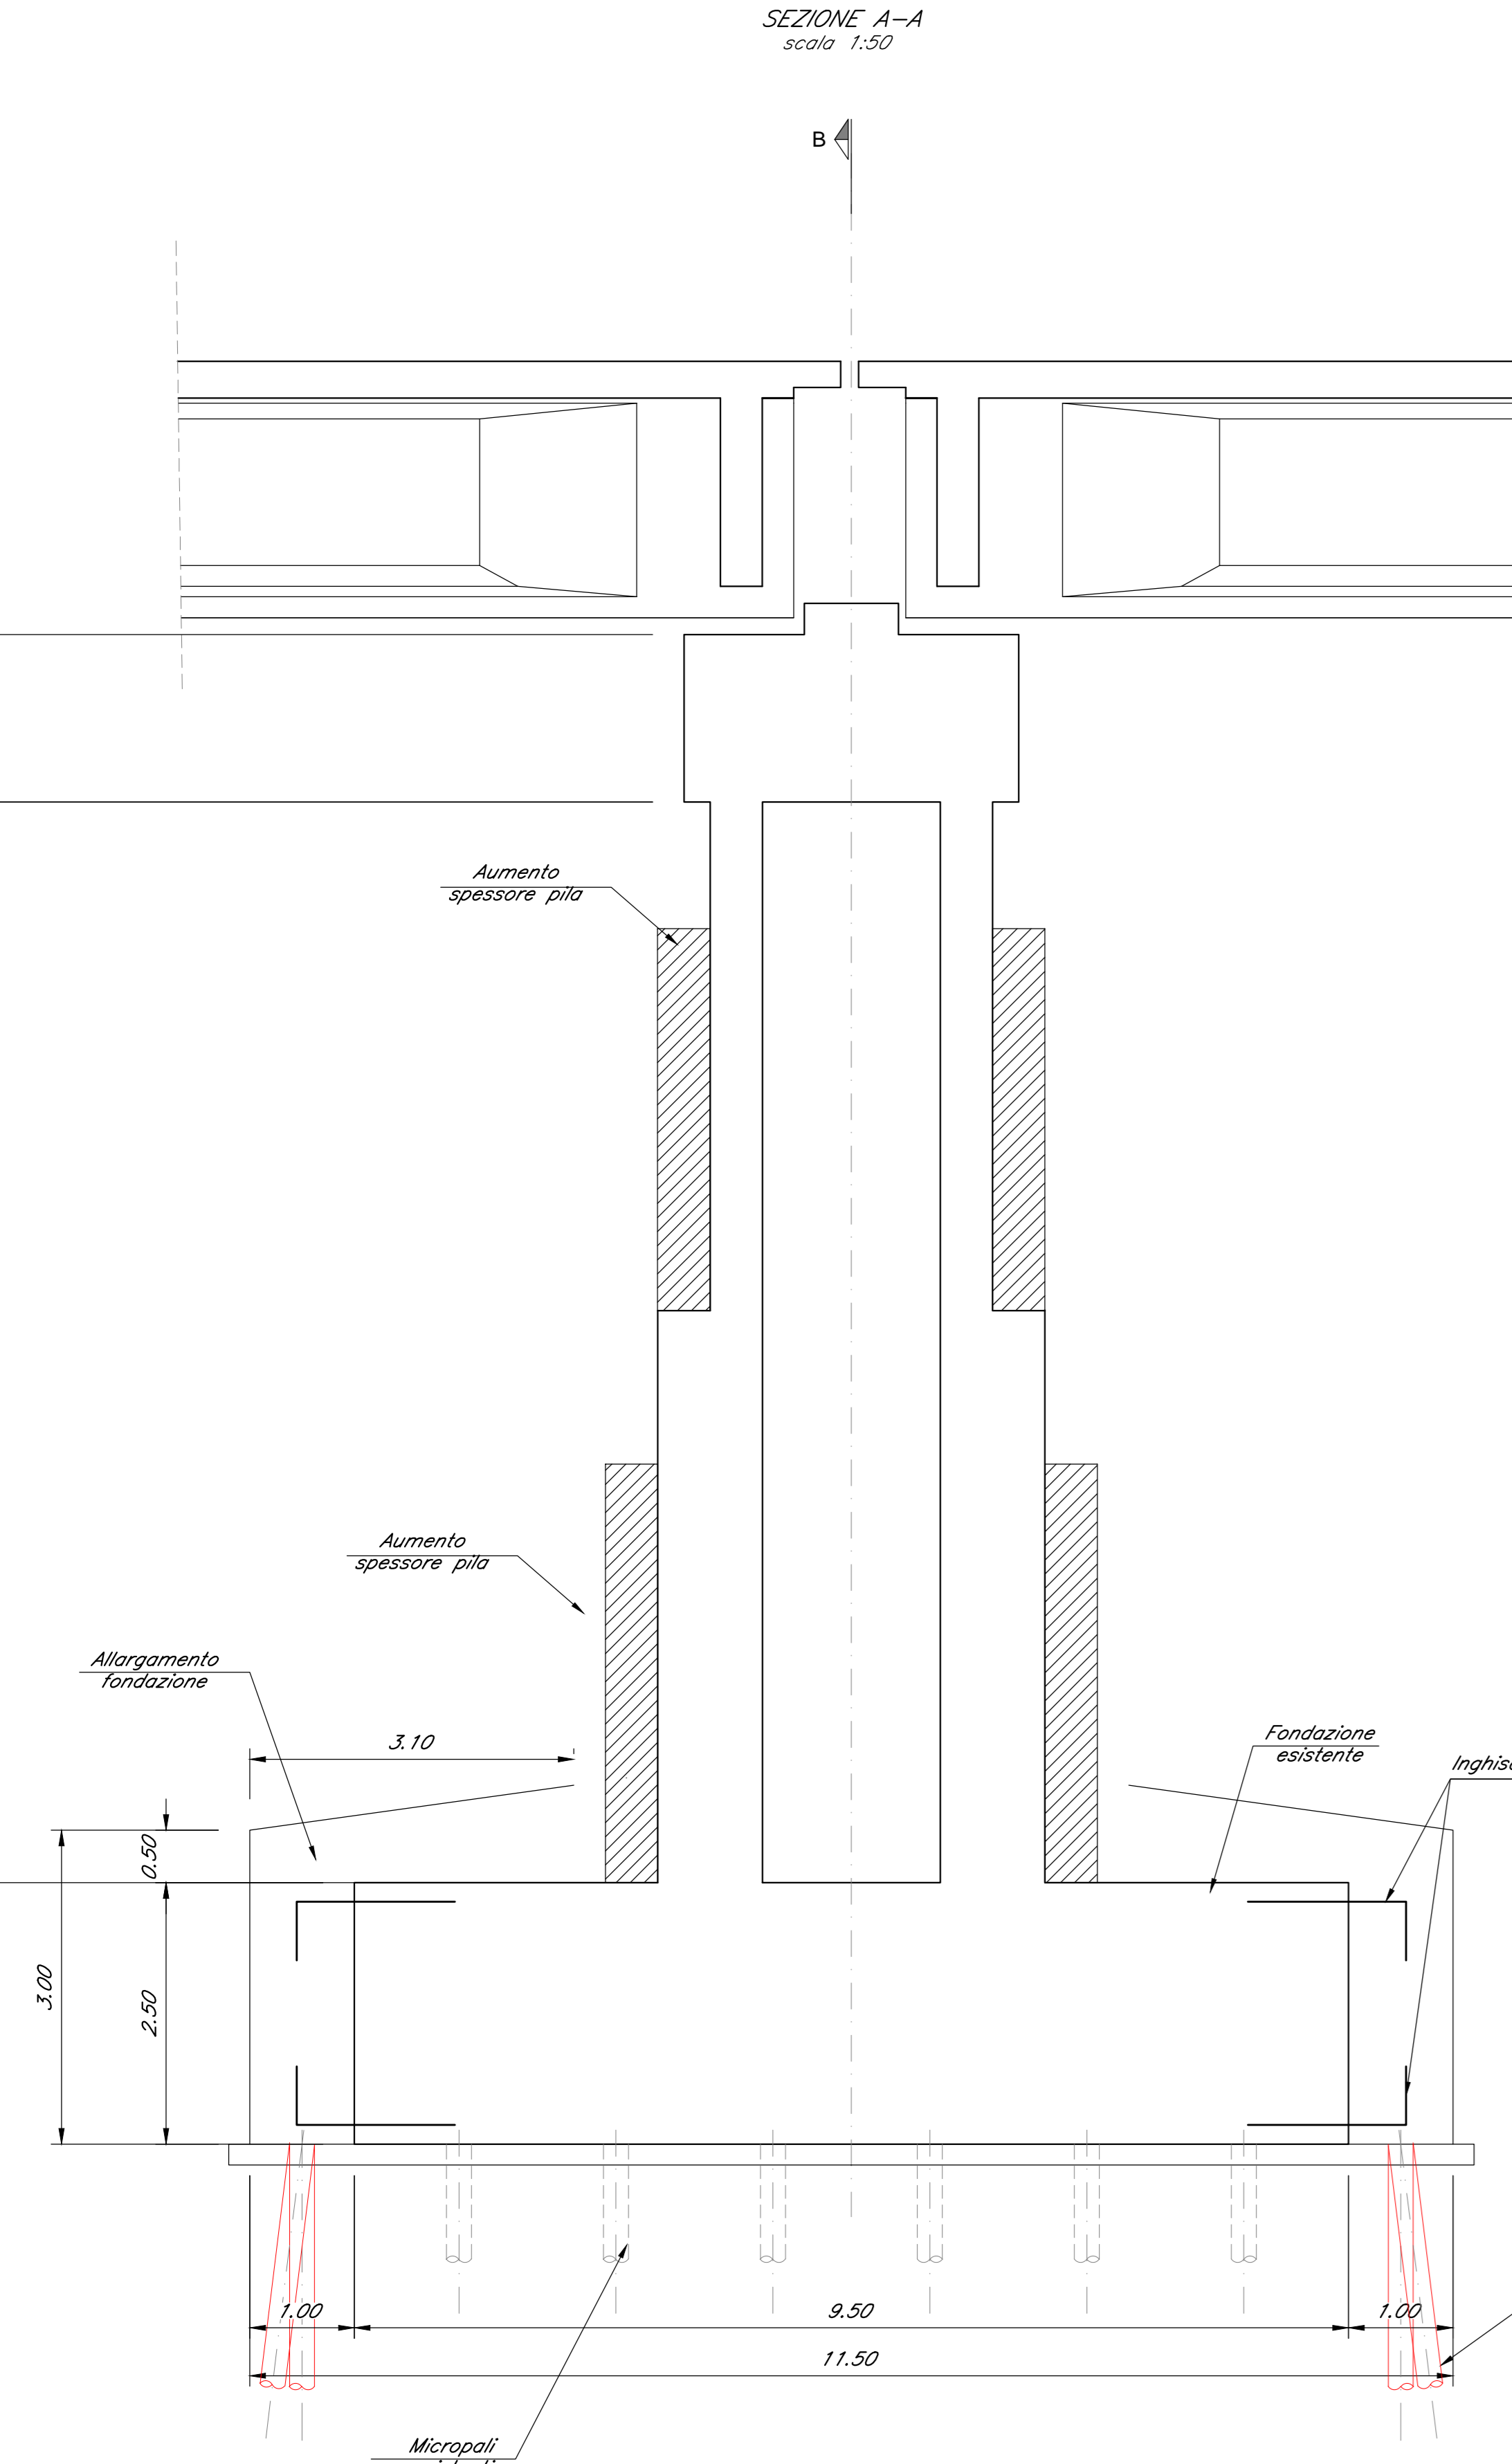 SEZIONE A-A
scala 1:50
B
Aumento
spessore pila
Aumento
spessore pila
Allargamento
fondazione
3.10
Fondazione
esistente
0.50
3.00
2.50
1.00
9.50
1.00
11.50
Micropali